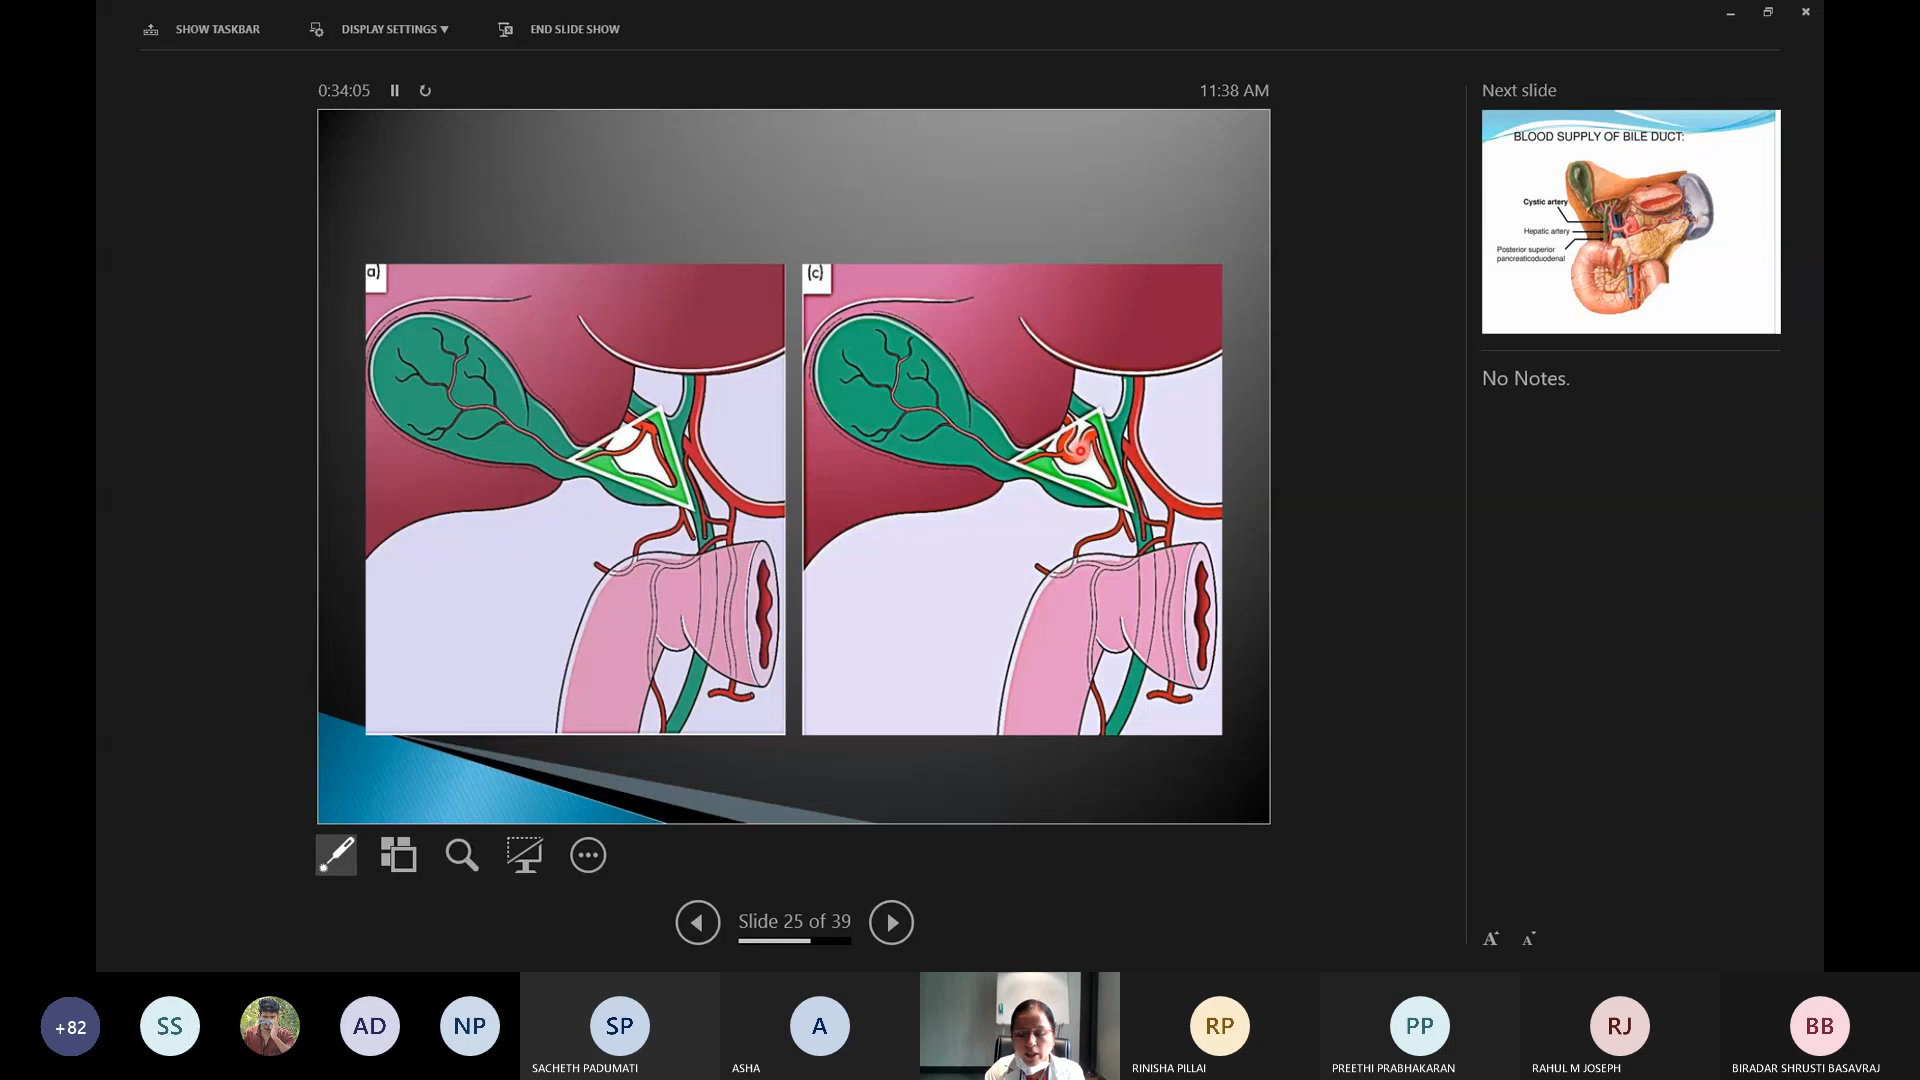 SHOW TASKBAR
DISPLAY SETTINGS ▼
END SLIDE SHOW
0:34:05
11:38 AM
Next slide
BLOOD SUPPLY OF BILE DUCT:
Cystic artery
Hepatic artery
Posterior superior
pancreaticoduodenal
a)
(c)
No Notes.
Slide 25 of 39
A A
+82
SS
AD
NP
SP
SACHETH PADUMATI
A
ASHA
RP
RINISHA PILLAI
PP
PREETHI PRABHAKARAN
RJ
RAHUL M JOSEPH
BB
BIRADAR SHRUSTI BASAVRAJ